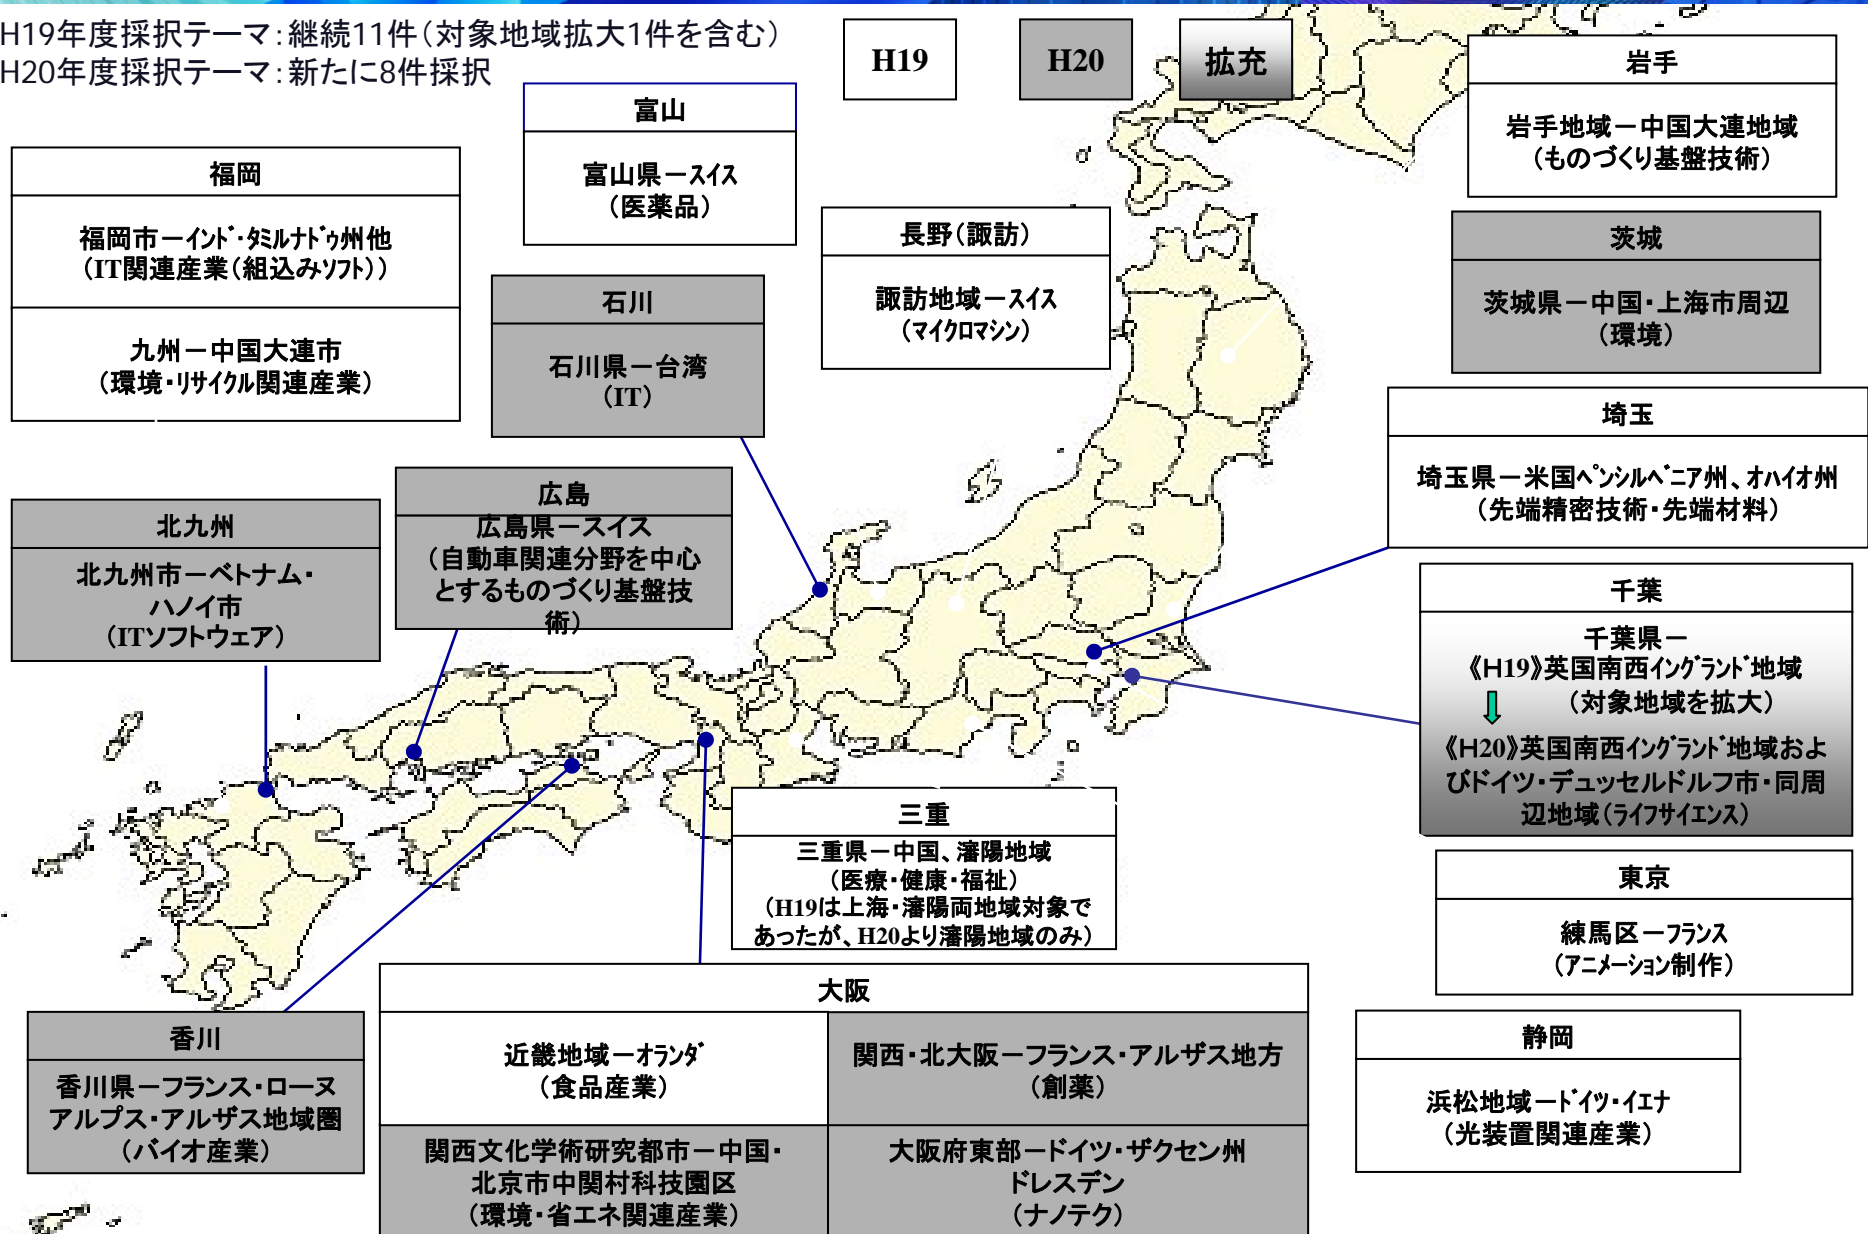 H19年度採択テーマ：継続11件（対象地域拡大1件を含む）
H20年度採択テーマ：新たに8件採択
H19
H20
拡充
岩手
岩手地域－中国大連地域
（ものづくり基盤技術）
富山
富山県－スイス
（医薬品）
福岡
福岡市－インド・タミルナドゥ州他
（IT関連産業（組込みソフト））
九州－中国大連市
（環境・リサイクル関連産業）
長野（諏訪）
諏訪地域－スイス
（マイクロマシン）
茨城
茨城県－中国・上海市周辺
（環境）
石川
石川県－台湾
（IT）
埼玉
埼玉県－米国ペンシルベニア州、オハイオ州
（先端精密技術・先端材料）
広島
広島県－スイス
（自動車関連分野を中心
とするものづくり基盤技
術）
北九州
北九州市－ベトナム・
ハノイ市
（ITソフトウェア）
千葉
千葉県－
《H19》英国南西イングランド地域
（対象地域を拡大）
《H20》英国南西イングランド地域およ
びドイツ・デュッセルドルフ市・同周
辺地域（ライフサイエンス）
三重
三重県－中国、瀋陽地域
（医療・健康・福祉）
（H19は上海・瀋陽両地域対象で
あったが、H20より瀋陽地域のみ）
東京
練馬区－フランス
（アニメーション制作）
大阪
近畿地域－オランダ
（食品産業）
関西・北大阪－フランス・アルザス地方
（創薬）
関西文化学術研究都市－中国・
北京市中関村科技園区
（環境・省エネ関連産業）
大阪府東部－ドイツ・ザクセン州
ドレスデン
（ナノテク）
香川
香川県－フランス・ローヌ
アルプス・アルザス地域圏
（バイオ産業）
静岡
浜松地域－ドイツ・イエナ
（光装置関連産業）